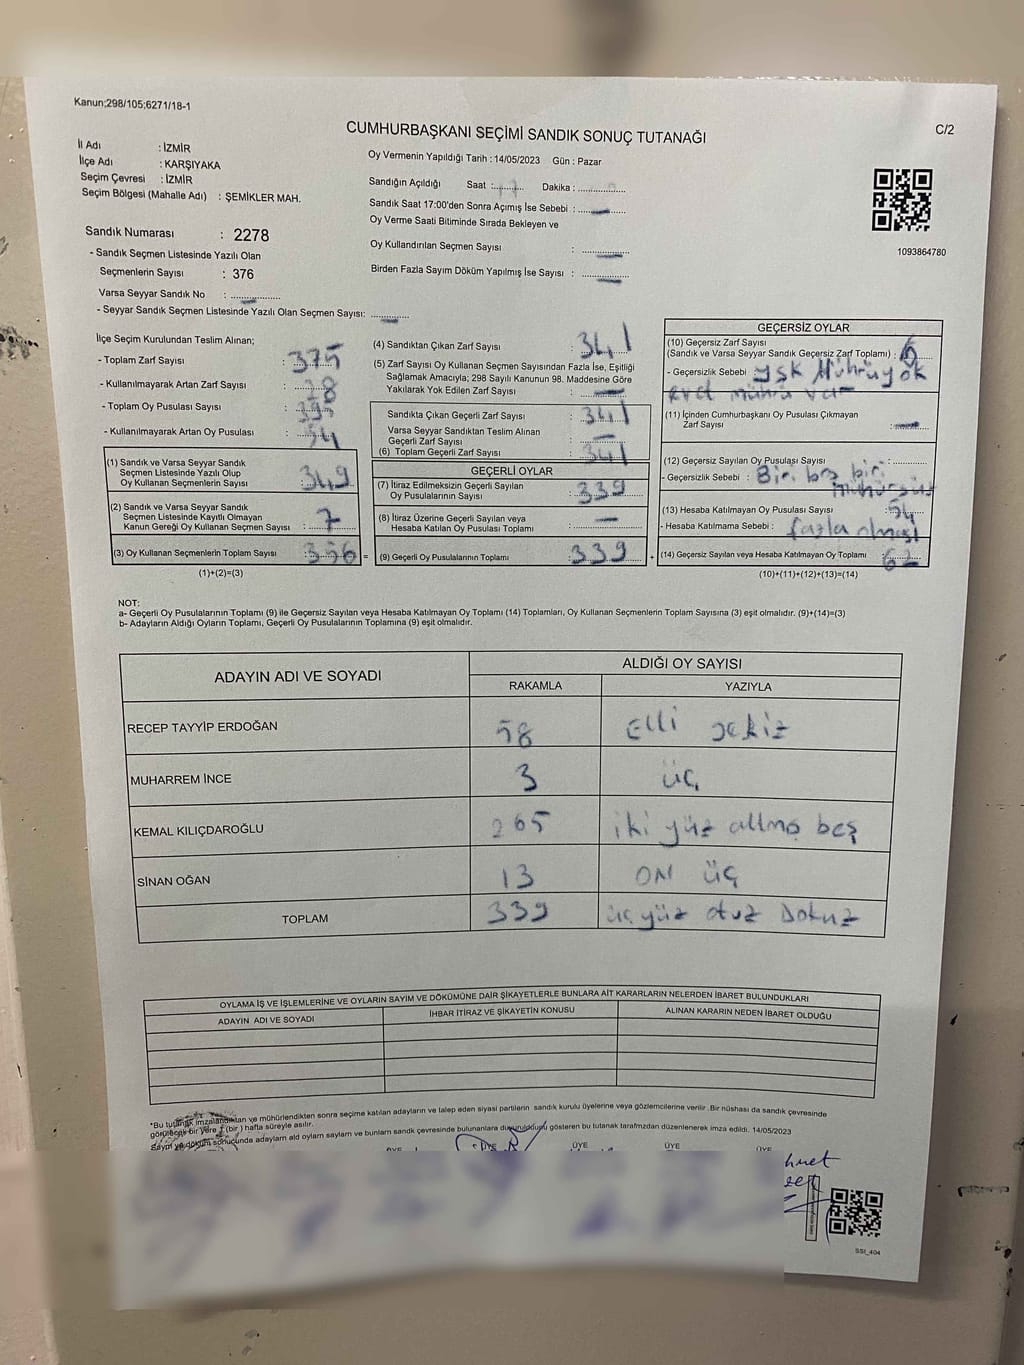 Kanun;298/105;6271/18-1
CUMHURBAŞKANI SEÇİMİ SANDIK SONUÇ TUTANAĞI
C/2
İl Adı : İZMİR
İlçe Adı : KARŞIYAKA
Seçim Çevresi : İZMİR
Seçim Bölgesi (Mahalle Adı) : ŞEMİKLER MAH.
Oy Vermenin Yapıldığı Tarih : 14/05/2023 Gün : Pazar
Sandığın Açıldığı Saat :........ Dakika :............
Sandık Saat 17:00'den Sonra Açımış İse Sebebi :
Oy Verme Saati Bitiminde Sırada Bekleyen ve
Oy Kullandırılan Seçmen Sayısı :
Birden Fazla Sayım Döküm Yapılmış İse Sayısı :
1093864780
Sandık Numarası : 2278
- Sandık Seçmen Listesinde Yazılı Olan
Seçmenlerin Sayısı : 376
Varsa Seyyar Sandık No :
- Seyyar Sandık Seçmen Listesinde Yazılı Olan Seçmen Sayısı:
İlçe Seçim Kurulundan Teslim Alınan;
- Toplam Zarf Sayısı : 375
- Kullanılmayarak Artan Zarf Sayısı :
- Toplam Oy Pusulası Sayısı :
- Kullanılmayarak Artan Oy Pusulası :
(1) Sandık ve Varsa Seyyar Sandık
Seçmen Listesinde Yazılı Olup
Oy Kullanan Seçmenlerin Sayısı : 349
(2) Sandık ve Varsa Seyyar Sandık
Seçmen Listesinde Kayıtlı Olmayan
Kanun Gereği Oy Kullanan Seçmen Sayısı : 7
(3) Oy Kullanan Seçmenlerin Toplam Sayısı : 356 =
(1)+(2)=(3)
(4) Sandıktan Çıkan Zarf Sayısı : 341
(5) Zarf Sayısı Oy Kullanan Seçmen Sayısından Fazla İse, Eşitliği
Sağlamak Amacıyla; 298 Sayılı Kanunun 98. Maddesine Göre
Yakılarak Yok Edilen Zarf Sayısı :
Sandıkta Çıkan Geçerli Zarf Sayısı : 341
Varsa Seyyar Sandıktan Teslim Alınan
Geçerli Zarf Sayısı :
(6) Toplam Geçerli Zarf Sayısı : 341
GEÇERLİ OYLAR
(7) İtiraz Edilmeksizin Geçerli Sayılan
Oy Pusulalarının Sayısı : 339
(8) İtiraz Üzerine Geçerli Sayılan veya
Hesaba Katılan Oy Pusulası Toplamı :
(9) Geçerli Oy Pusulalarının Toplamı : 339 +
GEÇERSİZ OYLAR
(10) Geçersiz Zarf Sayısı
(Sandık ve Varsa Seyyar Sandık Geçersiz Zarf Toplamı) :
- Geçersizlik Sebebi : YSK Mührü yok
evet mührü var
(11) İçinden Cumhurbaşkanı Oy Pusulası Çıkmayan
Zarf Sayısı :
(12) Geçersiz Sayılan Oy Pusulası Sayısı :
- Geçersizlik Sebebi : Biri boş biri
mühürsüz
(13) Hesaba Katılmayan Oy Pusulası Sayısı : 54
- Hesaba Katılmama Sebebi : fazla olması
(14) Geçersiz Sayılan veya Hesaba Katılmayan Oy Toplamı : 62
(10)+(11)+(12)+(13)=(14)
NOT:
a- Geçerli Oy Pusulalarının Toplamı (9) ile Geçersiz Sayılan veya Hesaba Katılmayan Oy Toplamı (14) Toplamları, Oy Kullanan Seçmenlerin Toplam Sayısına (3) eşit olmalıdır. (9)+(14)=(3)
b- Adayların Aldığı Oyların Toplamı, Geçerli Oy Pusulalarının Toplamına (9) eşit olmalıdır.
ADAYIN ADI VE SOYADI ALDIĞI OY SAYISI
RAKAMLA YAZIYLA
RECEP TAYYİP ERDOĞAN 58 Elli sekiz
MUHARREM İNCE 3 üç
KEMAL KILIÇDAROĞLU 265 iki yüz altmış beş
SİNAN OĞAN 13 ON üç
TOPLAM 339 üç yüz otuz Dokuz
OYLAMA İŞ VE İŞLEMLERİNE VE OYLARIN SAYIM VE DÖKÜMÜNE DAİR ŞİKAYETLERLE BUNLARA AİT KARARLARIN NELERDEN İBARET BULUNDUKLARI
ADAYIN ADI VE SOYADI İHBAR İTİRAZ VE ŞİKAYETİN KONUSU ALINAN KARARIN NEDEN İBARET OLDUĞU
*Bu tutanak imzalandıktan ve mühürlendikten sonra seçime katılan adayların ve talep eden siyasi partilerin sandık kurulu üyelerine veya gözlemcilerine verilir. Bir nüshası da sandık çevresinde
görülecek bir yere 1 (bir ) hafta süreyle asılır.
Sayım ve döküm sonucunda adayların ald oyların sayların ve bunların sandık çevresinde bulunanlara duyurulduğu gösteren bu tutanak tarafımızdan düzenlenerek imza edildi. 14/05/2023
ÜYE ÜYE ÜYE ÜYE ÜYE
SSI_404